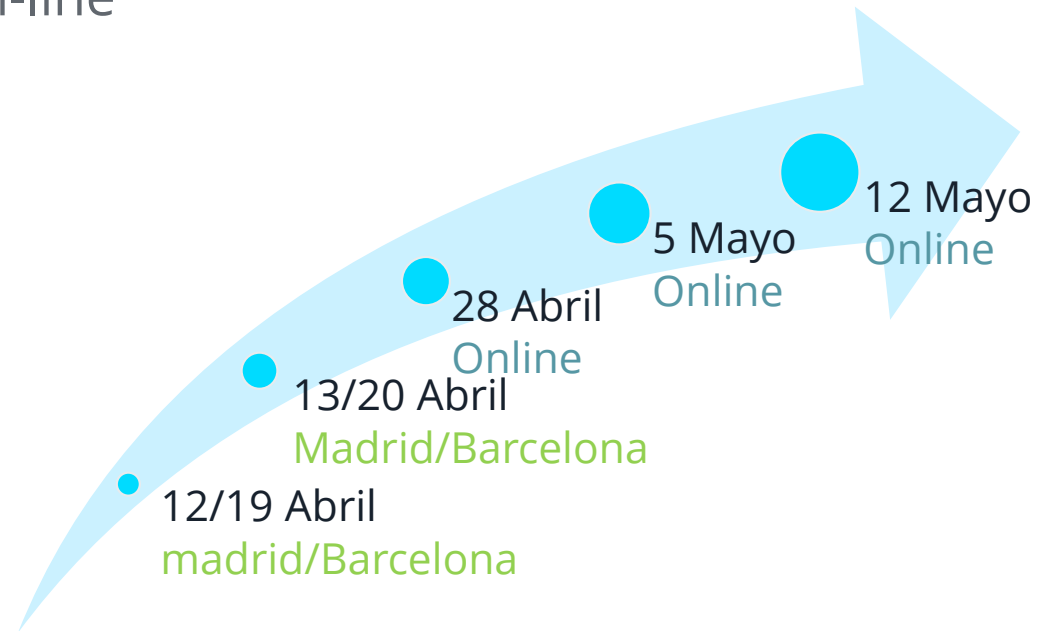 12 Mayo
Online
5 Mayo
Online
28 Abril
Online
13/20 Abril
Madrid/Barcelona
12/19 Abril
madrid/Barcelona